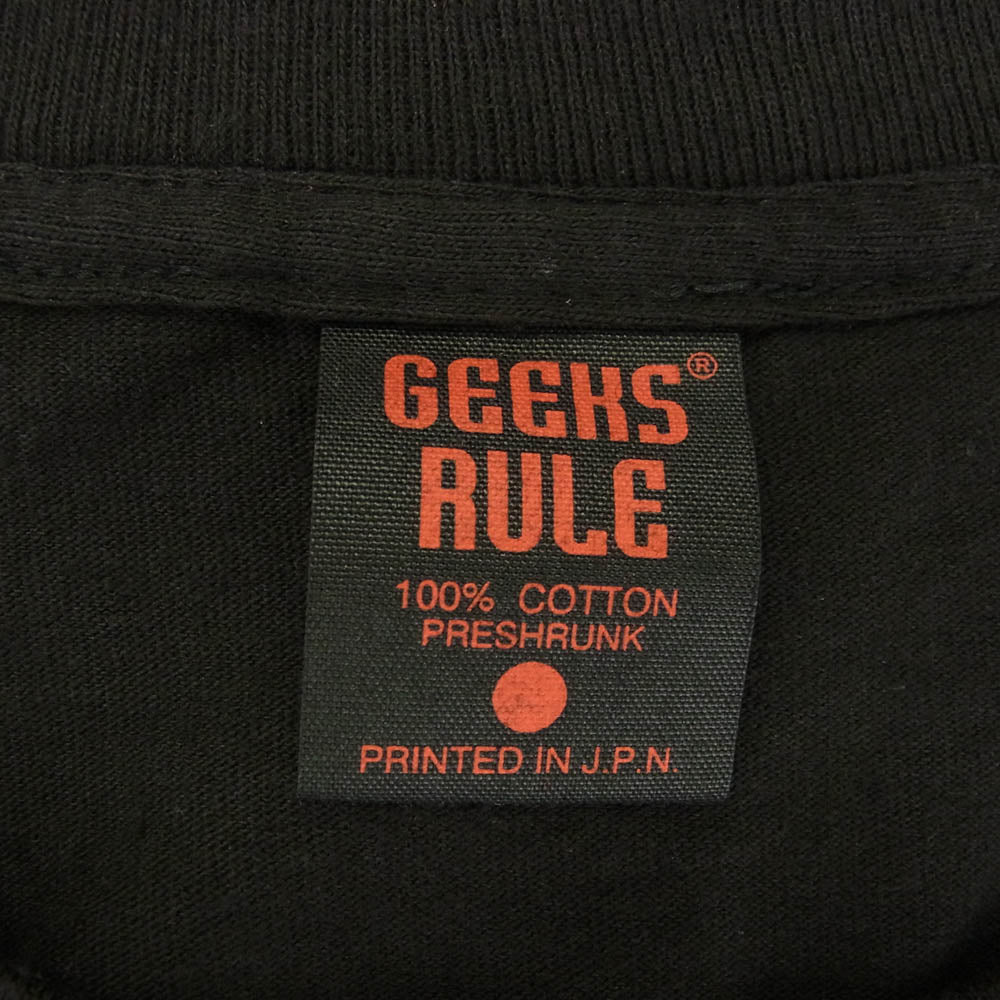 GEEKS®
RULE
100% COTTON
PRESHRUNK
PRINTED IN J.P.N.